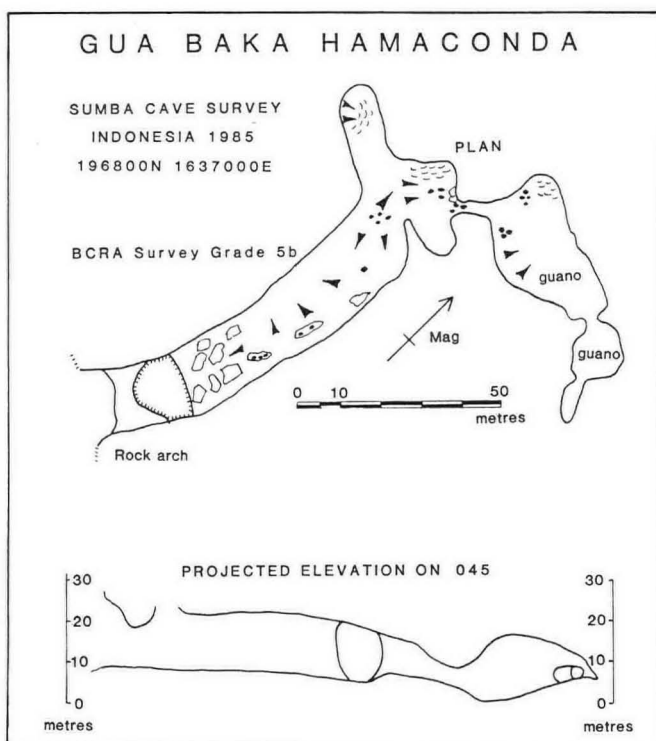 GUA BAKA HAMACONDA
SUMBA CAVE SURVEY
INDONESIA 1985
196800N 1637000E
PLAN
BCRA Survey Grade 5b
guano
Mag
guano
0 10 50
metres
Rock arch
PROJECTED ELEVATION ON 045
30 30
20 20
10 10
0 0
metres metres